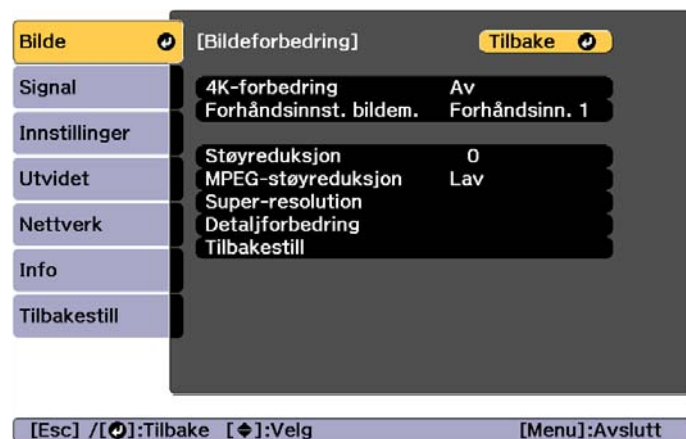 Bilde
[Bildeforbedring]
Tilbake
Signal
Innstillinger
Utvidet
Nettverk
Info
Tilbakestill
4K-forbedring Av
Forhåndsinnst. bildem. Forhåndsinn. 1
Støyreduksjon 0
MPEG-støyreduksjon Lav
Super-resolution
Detaljforbedring
Tilbakestill
[Esc] /[]:Tilbake []:Velg [Menu]:Avslutt